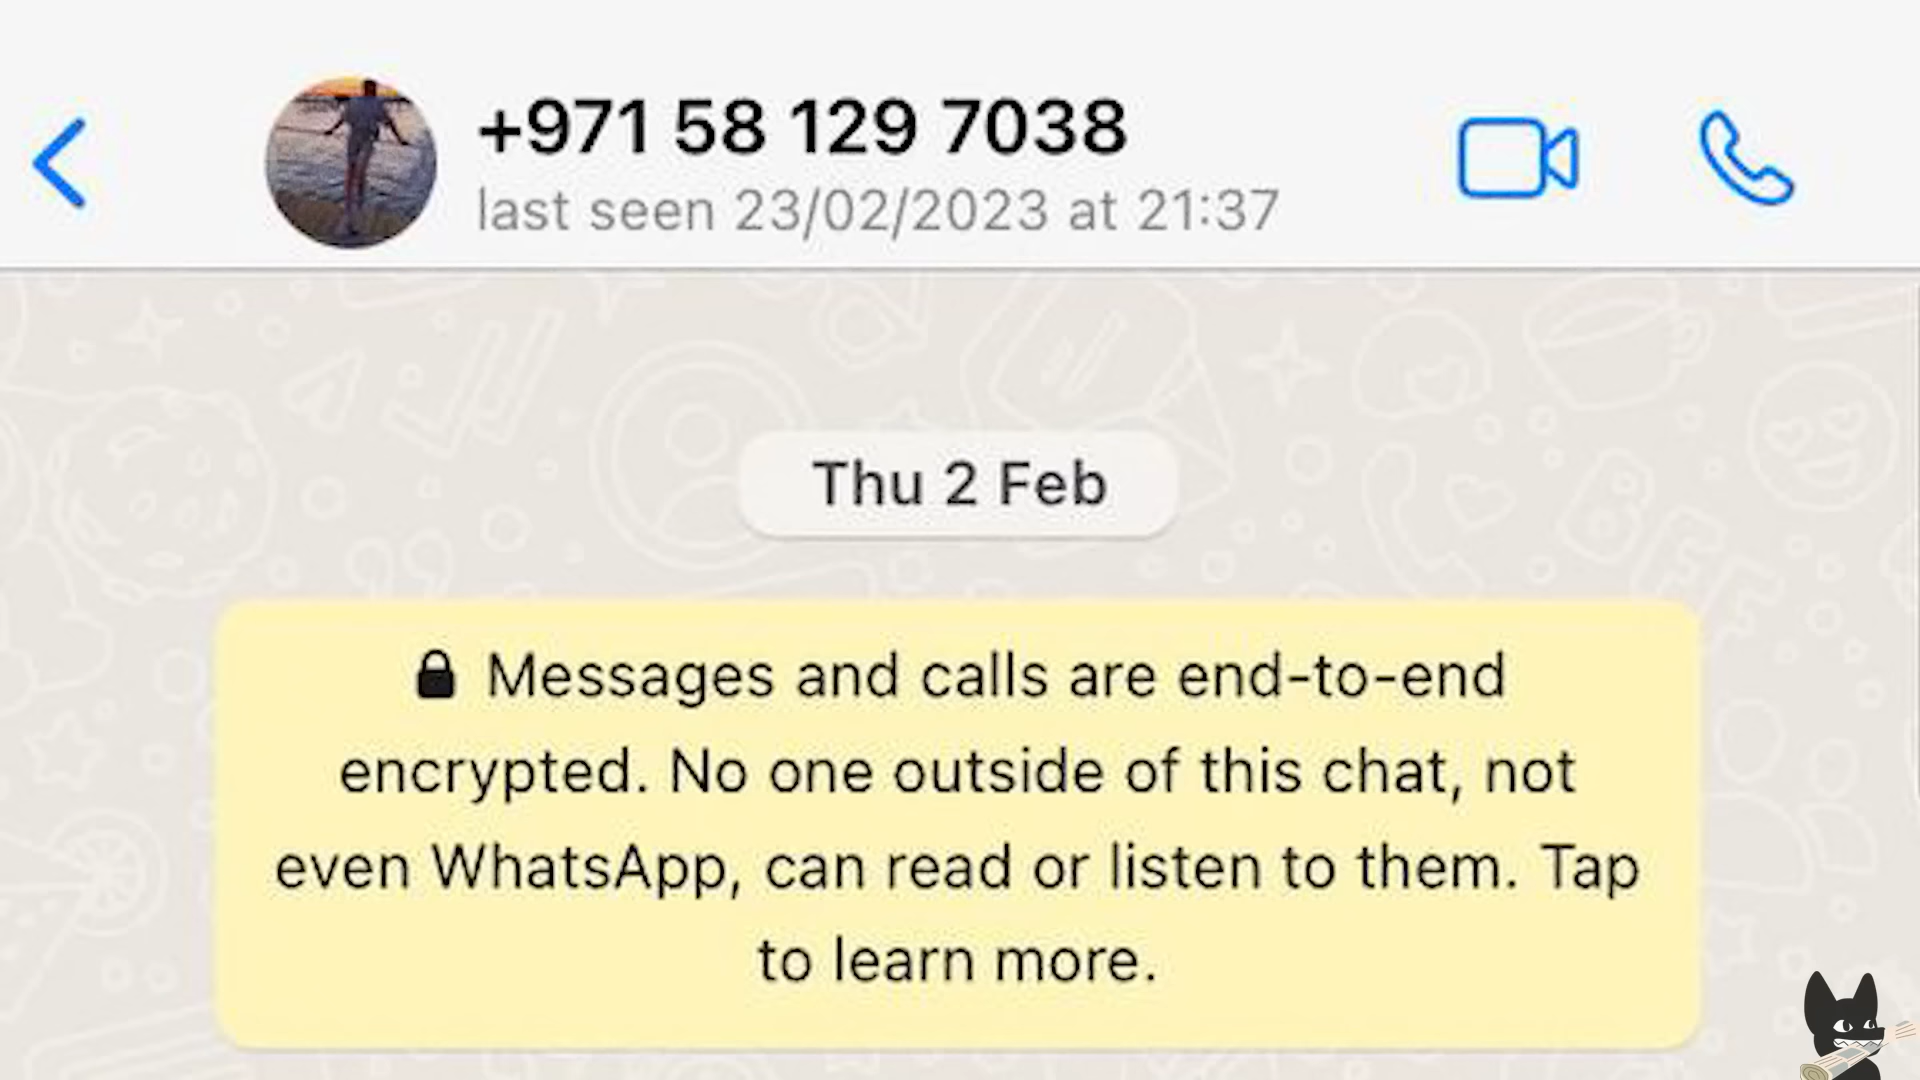 +971 58 129 7038
last seen 23/02/2023 at 21:37
Thu 2 Feb
Messages and calls are end-to-end
encrypted. No one outside of this chat, not
even WhatsApp, can read or listen to them. Tap
to learn more.